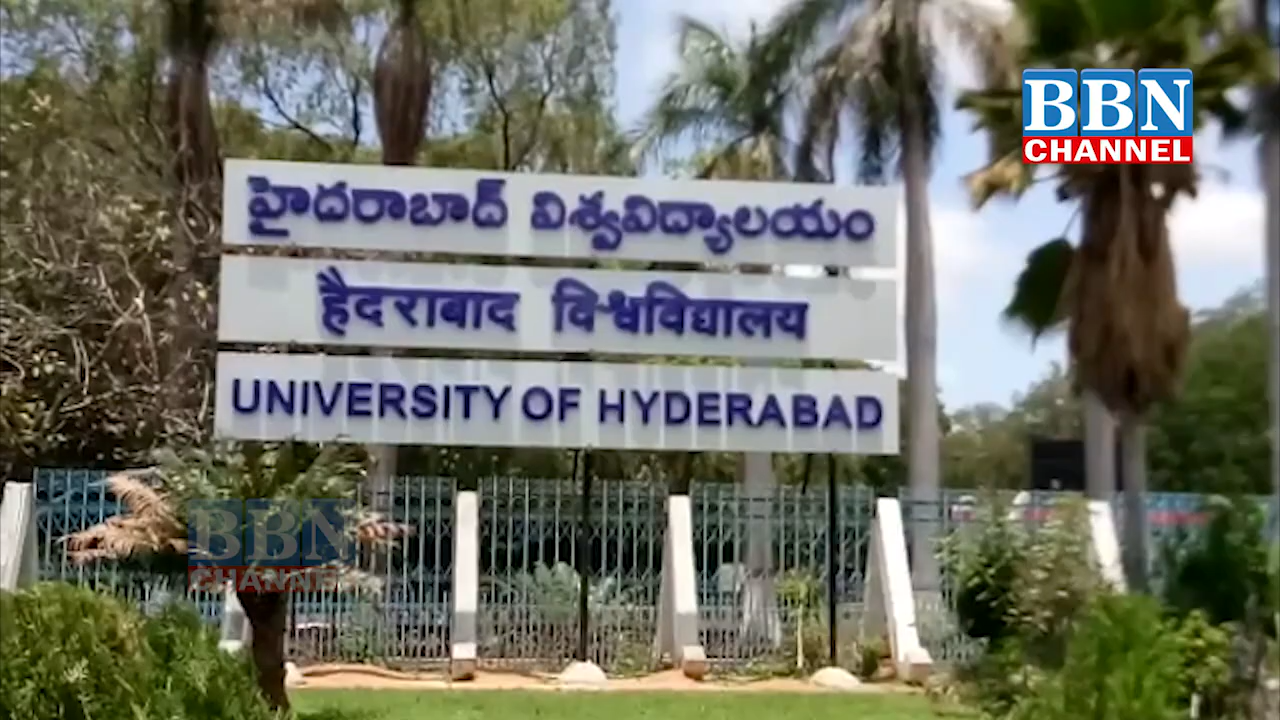 BBN
CHANNEL
హైదరాబాద్ విశ్వవిద్యాలయం
हैदराबाद विश्वविद्यालय
UNIVERSITY OF HYDERABAD
BBN
CHANNEL